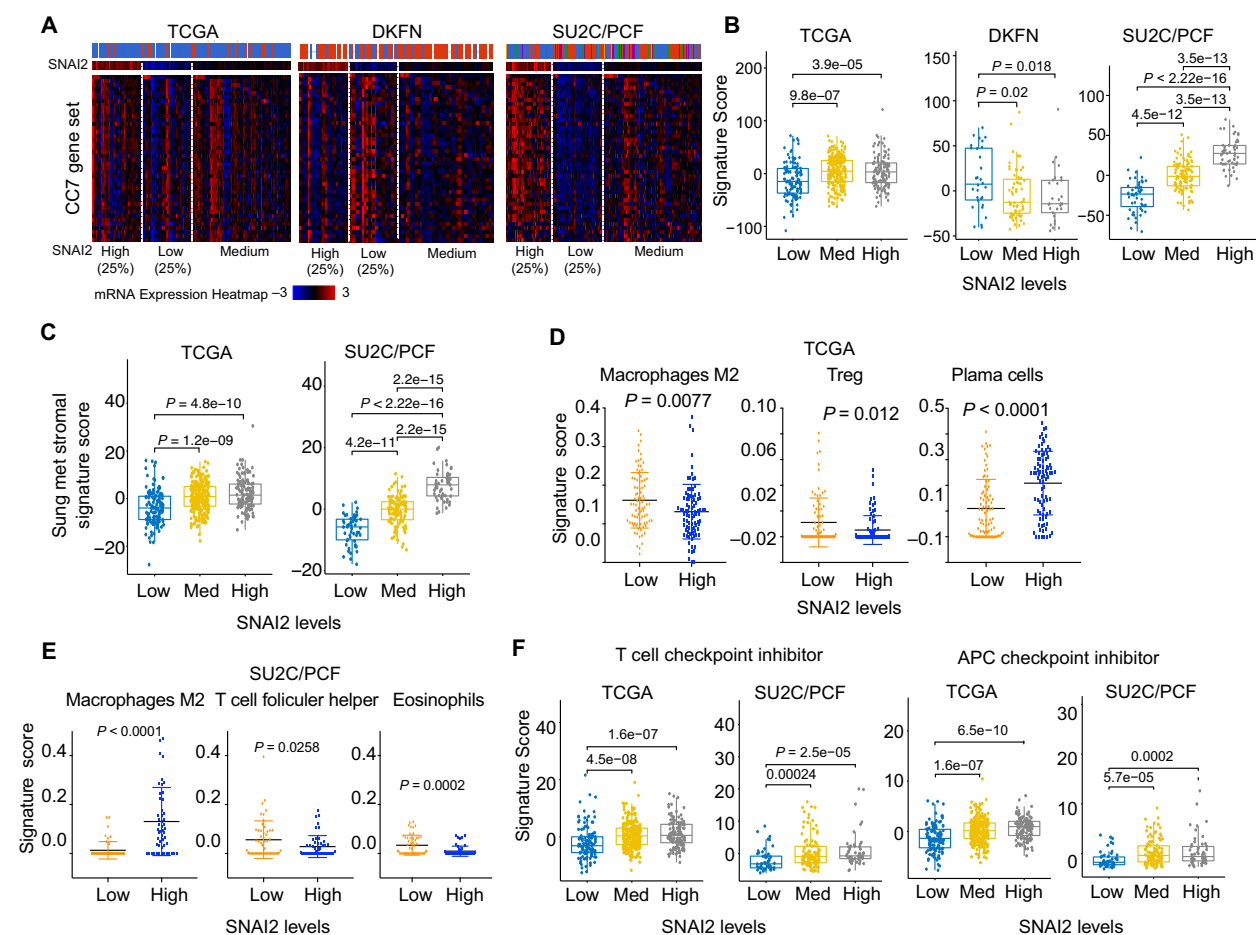 A
TCGA
DKFN
SU2C/PCF
SNAI2
CC7 gene set
SNAI2 High Low Medium High Low Medium High Low Medium
(25%) (25%) (25%) (25%) (25%) (25%)
mRNA Expression Heatmap −3 3
B
TCGA
DKFN
SU2C/PCF
Signature Score
200
100
0
−100
3.9e−05
9.8e−07
Low Med High
150
100
50
0
−50
P = 0.018
P = 0.02
Low Med High
100
50
0
−50
3.5e−13
P < 2.22e−16
3.5e−13
4.5e−12
Low Med High
SNAI2 levels
C
TCGA
SU2C/PCF
Sung met stromal
signature score
40
20
0
−20
P = 4.8e−10
P = 1.2e−09
Low Med High
40
20
0
−20
2.2e−15
P < 2.22e−16
2.2e−15
4.2e−11
Low Med High
SNAI2 levels
D
TCGA
Macrophages M2
Treg
Plama cells
Signature score
P = 0.0077
0.4
0.3
0.2
0.1
0.0
Low High
P = 0.012
0.10
0.06
0.02
−0.02
Low High
P < 0.0001
0.5
0.3
0.1
−0.1
Low High
SNAI2 levels
E
SU2C/PCF
Macrophages M2 T cell foliculer helper Eosinophils
Signature score
P < 0.0001
0.4
0.2
0.0
Low High
P = 0.0258
0.4
0.2
0.0
Low High
P = 0.0002
0.4
0.2
0.0
Low High
SNAI2 levels
F
T cell checkpoint inhibitor
APC checkpoint inhibitor
TCGA
SU2C/PCF
TCGA
SU2C/PCF
Signature Score
40
20
0
1.6e−07
4.5e−08
Low Med High
40
30
20
10
0
P = 2.5e−05
0.00024
Low Med High
SNAI2 levels
20
10
0
6.5e−10
1.6e−07
Low Med High
30
20
10
0
0.0002
5.7e−05
Low Med High
SNAI2 levels